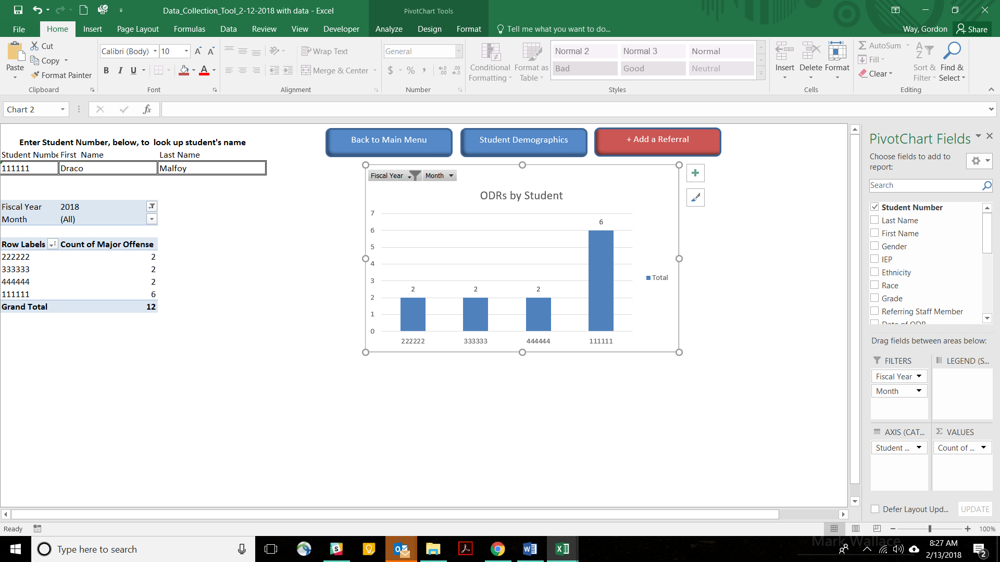 Data_Collection_Tool_2-12-2018 with data - Excel
PivotChart Tools
File Home Insert Page Layout Formulas Data Review View Developer Analyze Design Format Tell me what you want to do... Way, Gordon Share
Paste
Cut
Copy
Format Painter
Clipboard
Calibri (Body) 10 A A
B I U A
Font
Wrap Text
Merge & Center
Alignment
General
$ % ,
Number
Conditional Formatting
Format as Table
Normal 2 Normal 3 Normal
Bad Good Neutral
Styles
Insert Delete Format
Cells
AutoSum
Fill
Clear
Sort & Filter
Find & Select
Editing
Chart 2
fx
Enter Student Number, below, to look up student's name
Student Numbe First Name Last Name
111111 Draco Malfoy
Fiscal Year 2018
Month (All)
Row Labels Count of Major Offense
222222 2
333333 2
444444 2
111111 6
Grand Total 12
Back to Main Menu
Student Demographics
+ Add a Referral
Fiscal Year Month
ODRs by Student
7
6
5
4
3
2
1
0
2 2 2 6
222222 333333 444444 111111
Total
PivotChart Fields
Choose fields to add to
report:
Search
Student Number
Last Name
First Name
Gender
IEP
Ethnicity
Race
Grade
Referring Staff Member
Date of ODR
Drag fields between areas below:
FILTERS
Fiscal Year
Month
LEGEND (S...
AXIS (CAT...
Student ...
VALUES
Count of ...
Defer Layout Upd...
UPDATE
Ready
100%
Type here to search
Mark Wallace
8:27 AM
2/13/2018
2